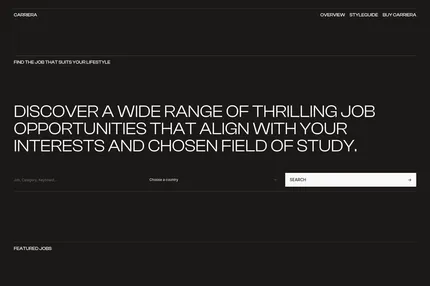 CARRIERA
OVERVIEW STYLEGUIDE BUY CARRIERA
FIND THE JOB THAT SUITS YOUR LIFESTYLE
DISCOVER A WIDE RANGE OF THRILLING JOB
OPPORTUNITIES THAT ALIGN WITH YOUR
INTERESTS AND CHOSEN FIELD OF STUDY.
Job, Category, Keywords
Choose a country
SEARCH
FEATURED JOBS